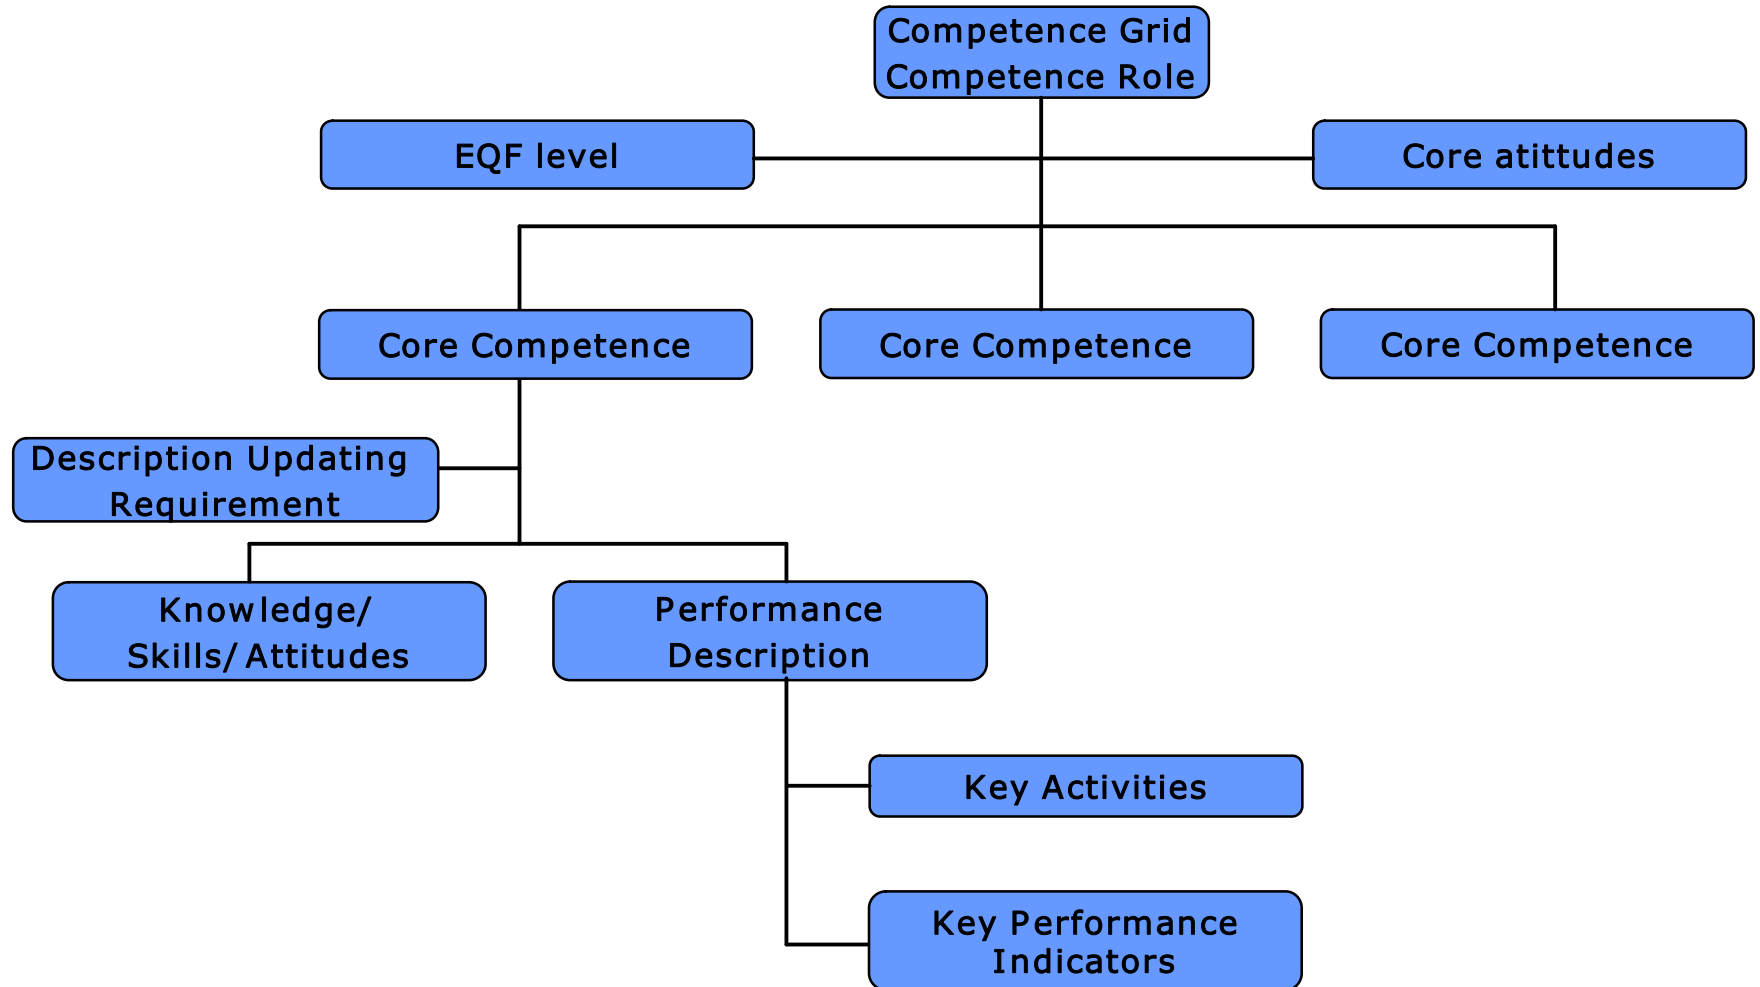 Competence Grid
Competence Role
EQF level
Core atittudes
Core Competence
Core Competence
Core Competence
Description Updating
Requirement
Knowledge/
Skills/Attitudes
Performance
Description
Key Activities
Key Performance
Indicators